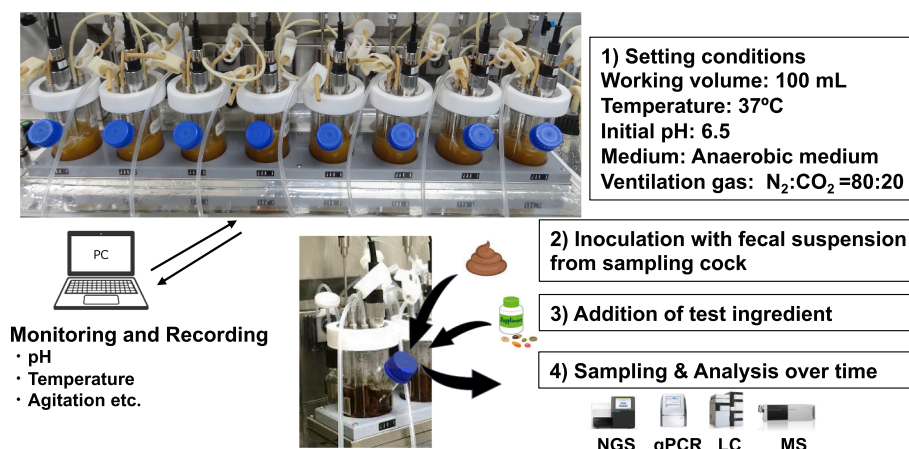 1) Setting conditions
Working volume: 100 mL
Temperature: 37ºC
Initial pH: 6.5
Medium: Anaerobic medium
Ventilation gas: N₂:CO₂ =80:20
PC
2) Inoculation with fecal suspension
from sampling cock
3) Addition of test ingredient
Monitoring and Recording
・ pH
・ Temperature
・ Agitation etc.
4) Sampling & Analysis over time
NGS qPCR LC MS